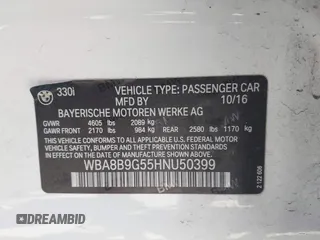 330i
VEHICLE TYPE: PASSENGER CAR
MFD BY 10/16
BAYERISCHE MOTOREN WERKE AG
GVWR 4605 lbs 2089 kg
GAWR FRONT 2170 lbs 984 kg REAR 2580 lbs 1170 kg
THIS VEHICLE CONFORMS TO ALL APPLICABLE
FEDERAL MOTOR VEHICLE SAFETY, BUMPER,
AND THEFT PREVENTION STANDARDS IN EFFECT
ON THE DATE OF MANUFACTURE SHOWN ABOVE.
WBA8B9G55HNU50399
AUTOHELPERBOT.COM